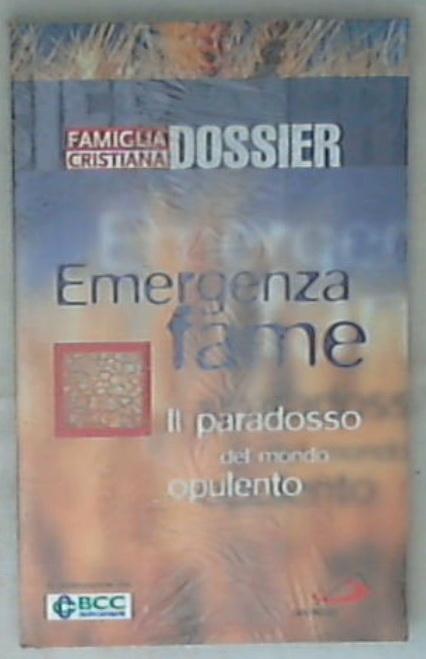 FAMIGLIA
CRISTIANA DOSSIER
Emergenza
fame
Il paradosso
del mondo
opulento
BCC